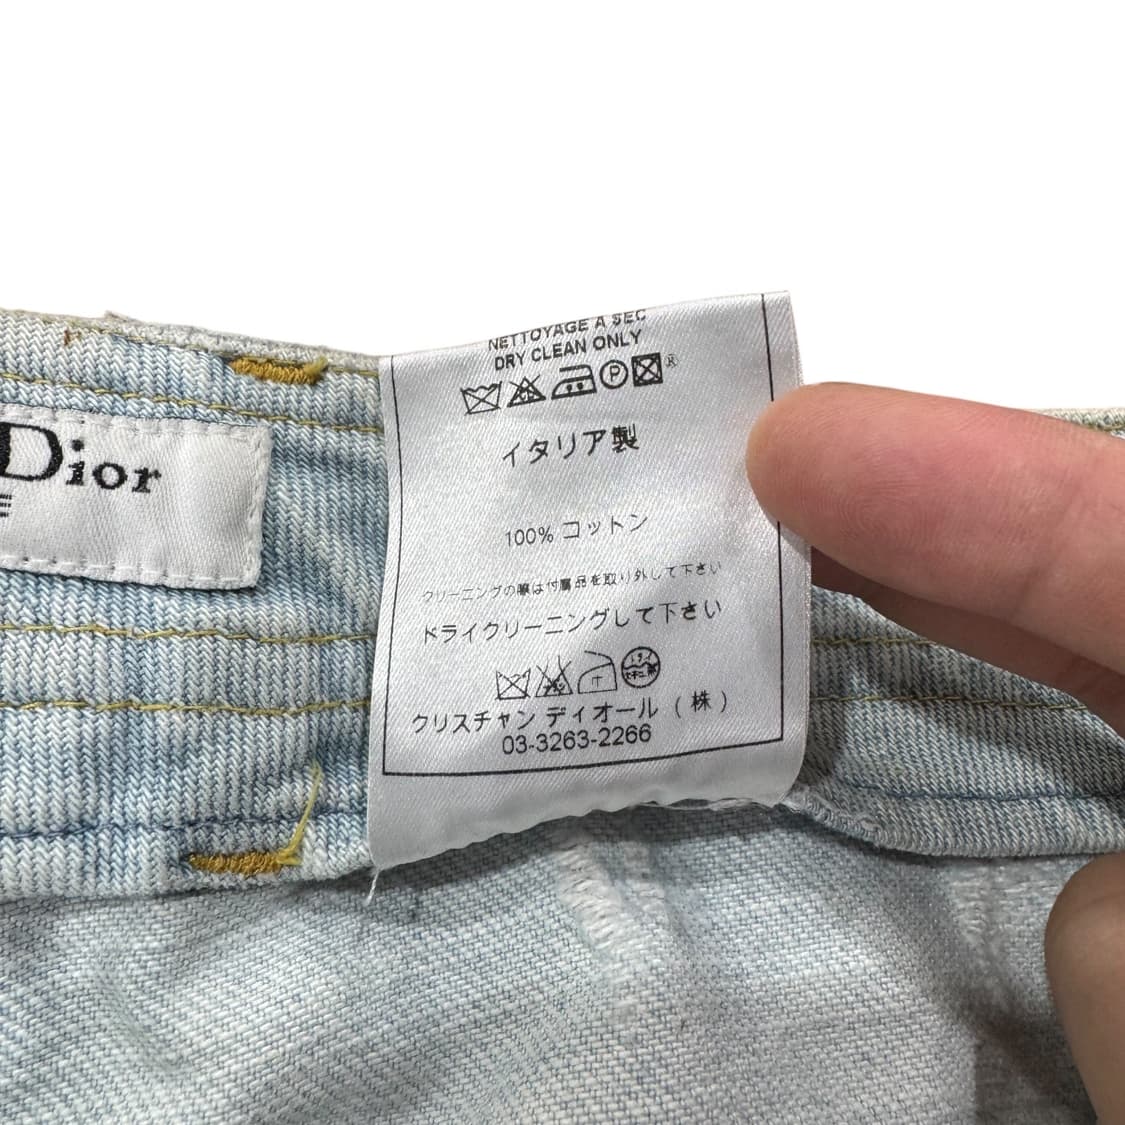 Dior
NETTOYAGE A SEC
DRY CLEAN ONLY
P
®
イタリア製
100% コットン
クリーニングの際は付属品を取り外して下さい
ドライクリーニングして下さい
クリスチャン ディオール (株)
03-3263-2266